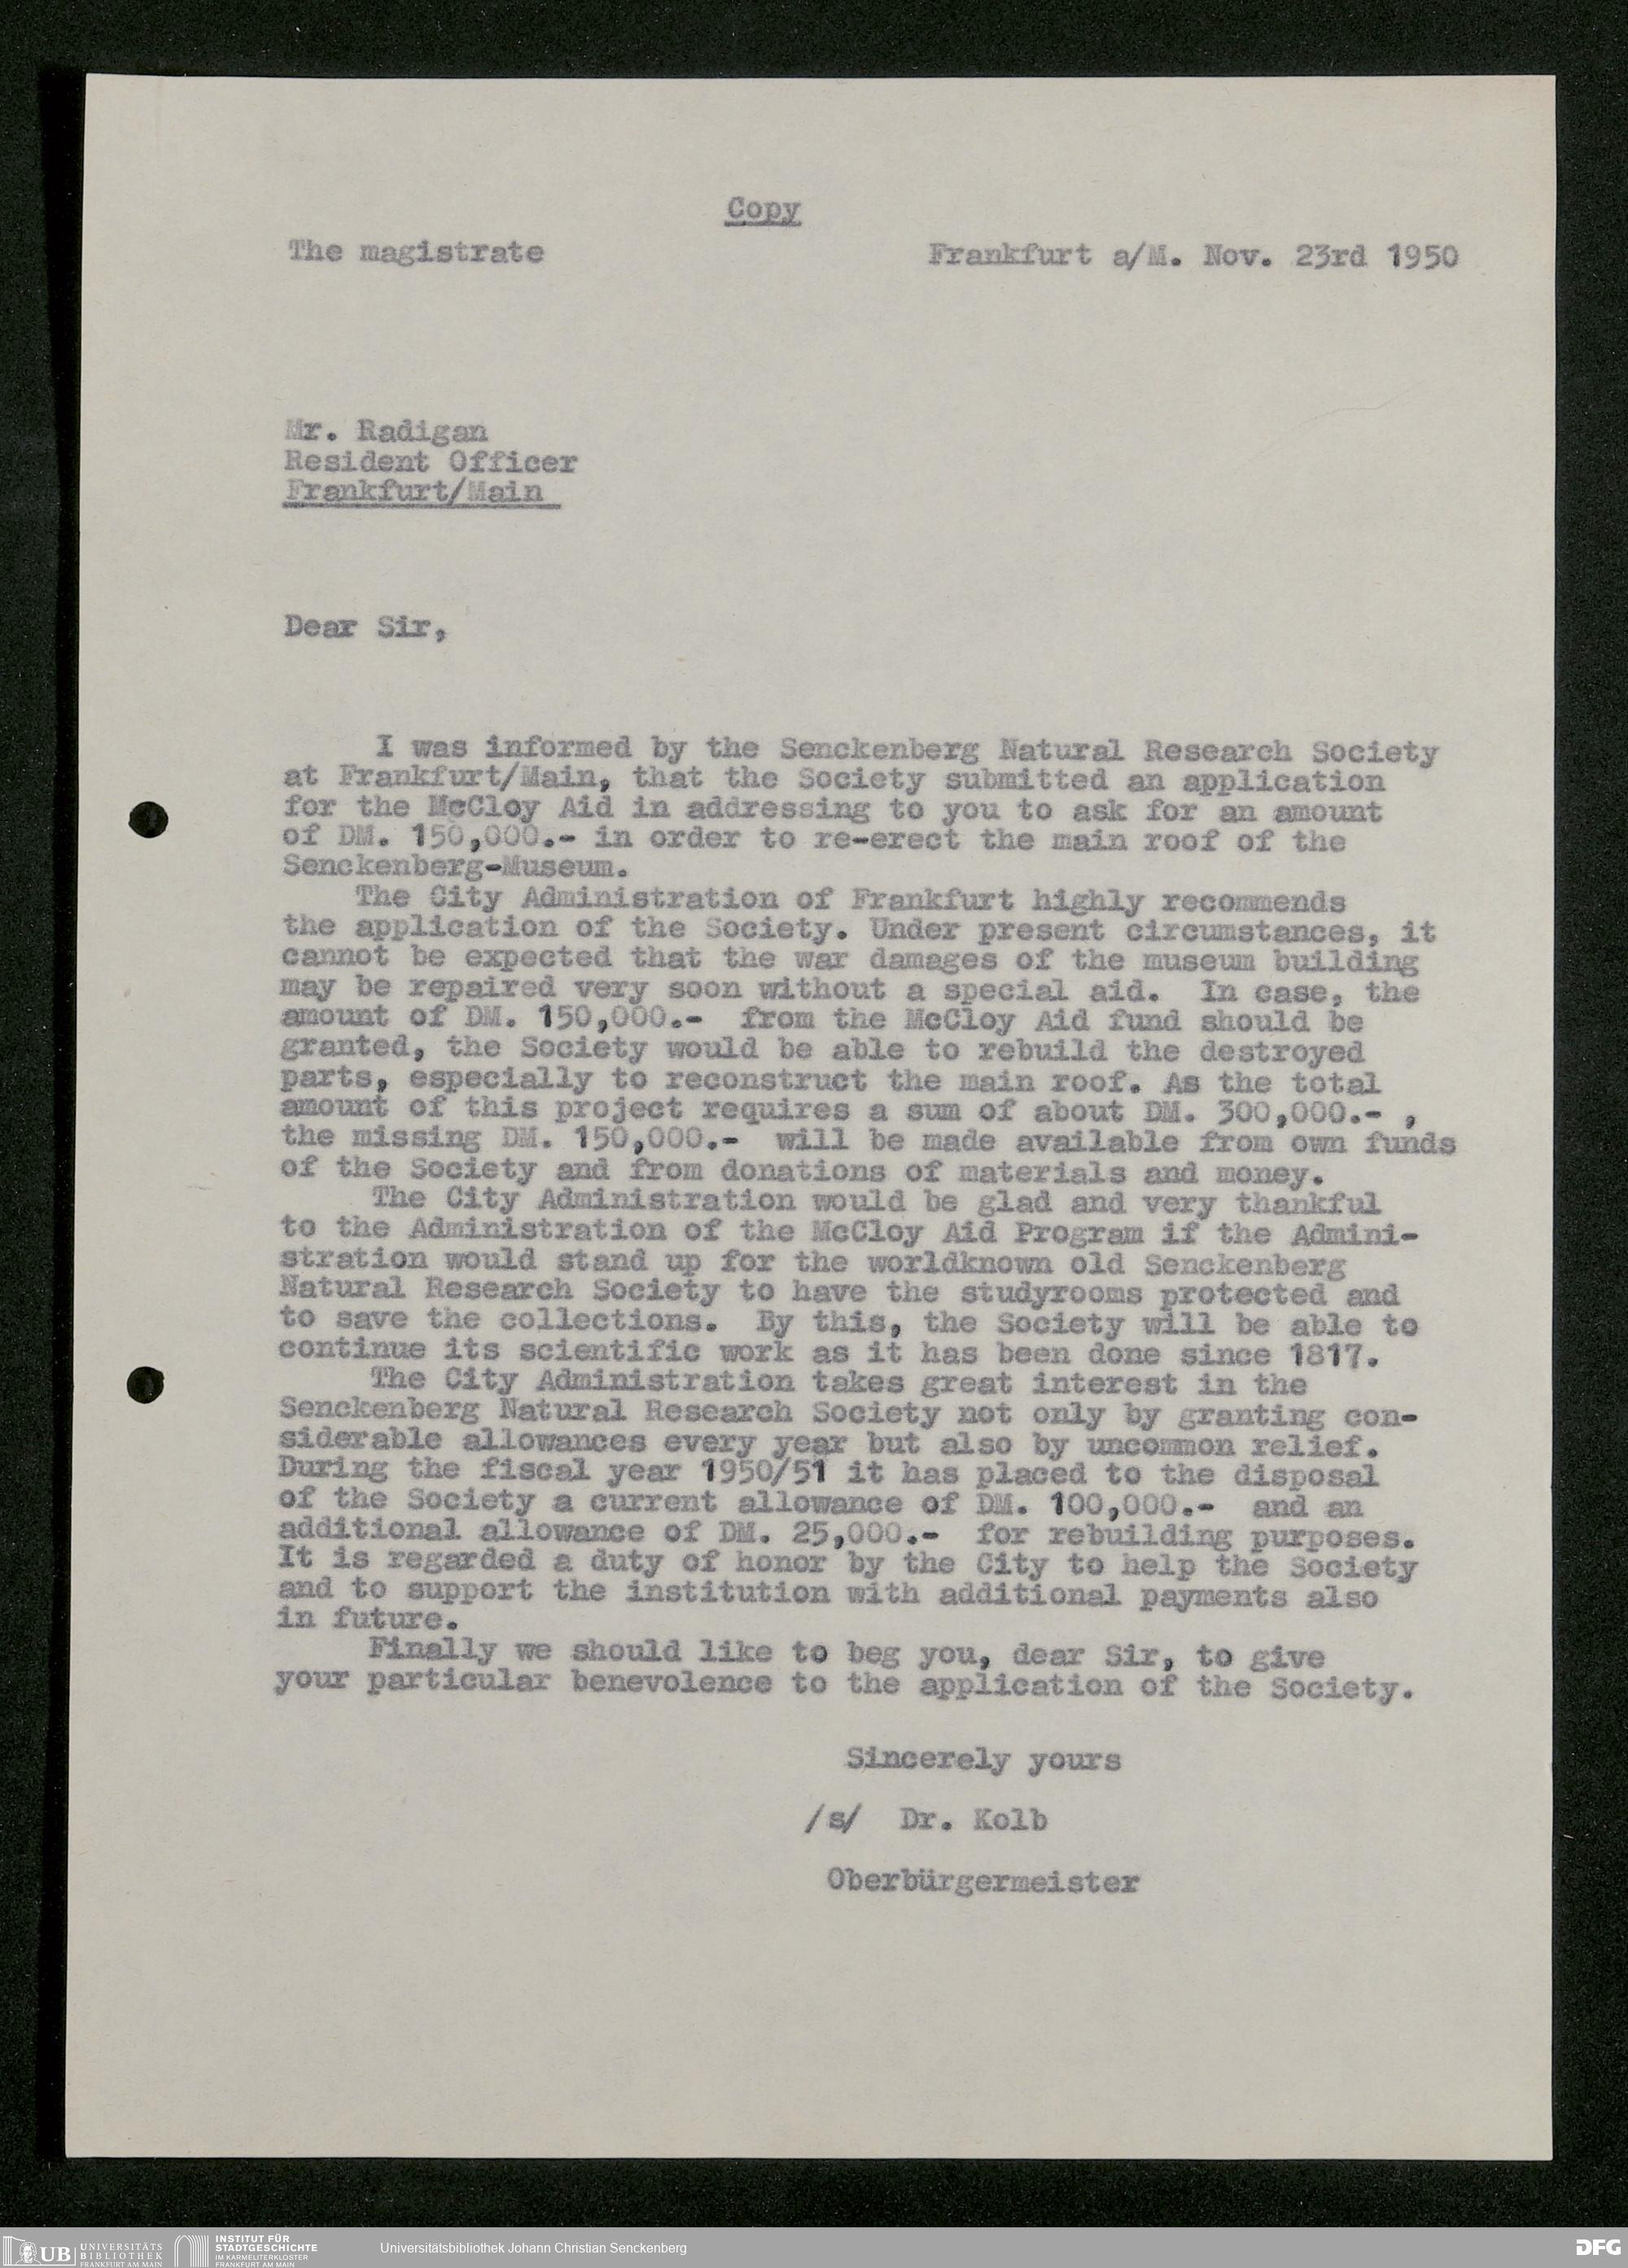 Copy
The magistrate Frankfurt a/M. Nov. 23rd 1950
Mr. Radigan
Resident Officer
Frankfurt/Main
Dear Sir,
I was informed by the Senckenberg Natural Research Society
at Frankfurt/Main, that the Society submitted an application
for the McCloy Aid in addressing to you to ask for an amount
of DM. 150,000.- in order to re-erect the main roof of the
Senckenberg-Museum.
The City Administration of Frankfurt highly recommends
the application of the Society. Under present circumstances, it
cannot be expected that the war damages of the museum building
may be repaired very soon without a special aid. In case, the
amount of DM. 150,000.- from the McCloy Aid fund should be
granted, the Society would be able to rebuild the destroyed
parts, especially to reconstruct the main roof. As the total
amount of this project requires a sum of about DM. 300,000.- ,
the missing DM. 150,000.- will be made available from own funds
of the Society and from donations of materials and money.
The City Administration would be glad and very thankful
to the Administration of the McCloy Aid Program if the Admini-
stration would stand up for the worldknown old Senckenberg
Natural Research Society to have the studyrooms protected and
to save the collections. By this, the Society will be able to
continue its scientific work as it has been done since 1817.
The City Administration takes great interest in the
Senckenberg Natural Research Society not only by granting con-
siderable allowances every year but also by uncommon relief.
During the fiscal year 1950/51 it has placed to the disposal
of the Society a current allowance of DM. 100,000.- and an
additional allowance of DM. 25,000.- for rebuilding purposes.
It is regarded a duty of honor by the City to help the Society
and to support the institution with additional payments also
in future.
Finally we should like to beg you, dear Sir, to give
your particular benevolence to the application of the Society.
Sincerely yours
/s/ Dr. Kolb
Oberbürgermeister
UB UNIVERSITÄTS
BIBLIOTHEK
FRANKFURT AM MAIN
INSTITUT FÜR
STADTGESCHICHTE
IM KARMELITERKLOSTER
FRANKFURT AM MAIN
Universitätsbibliothek Johann Christian Senckenberg
DFG